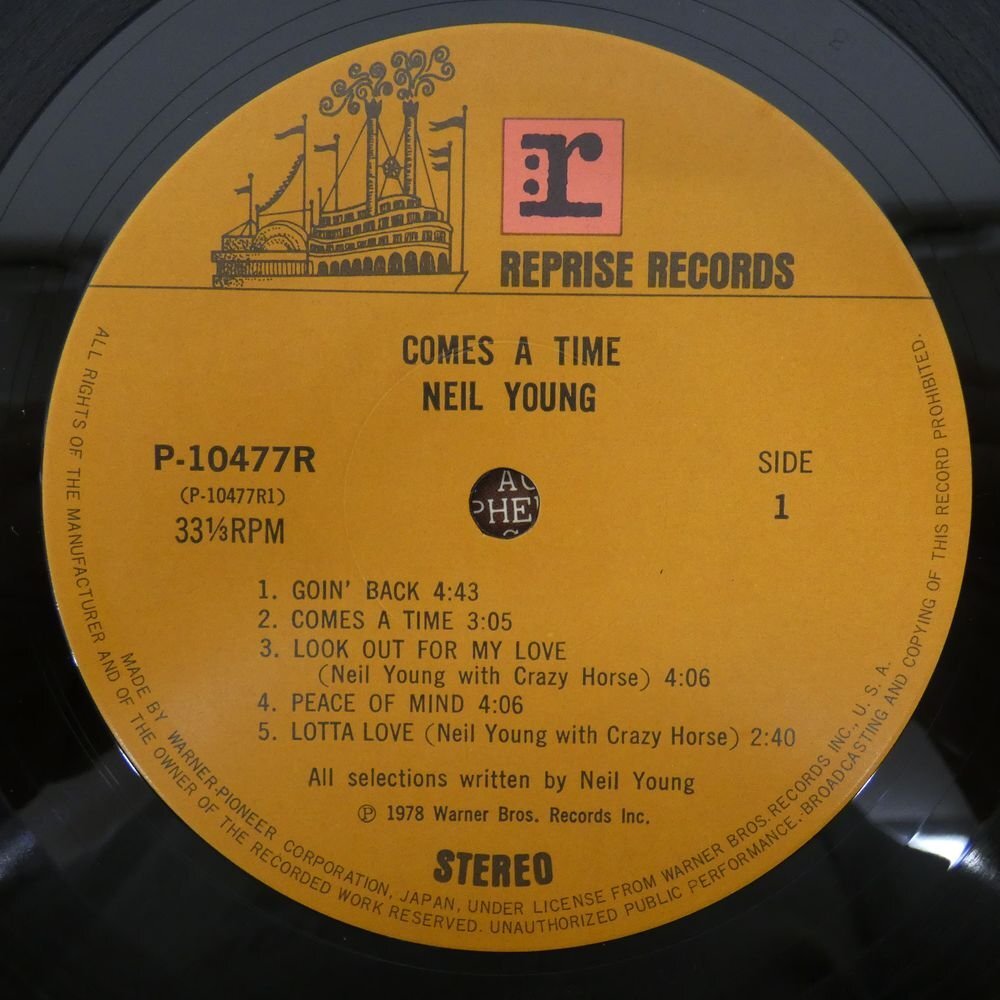 r
REPRISE RECORDS
COMES A TIME
NEIL YOUNG
P-10477R
(P-10477R1)
33⅓RPM
SIDE
1
1. GOIN' BACK 4:43
2. COMES A TIME 3:05
3. LOOK OUT FOR MY LOVE
(Neil Young with Crazy Horse) 4:06
4. PEACE OF MIND 4:06
5. LOTTA LOVE (Neil Young with Crazy Horse) 2:40
All selections written by Neil Young
Ⓟ 1978 Warner Bros. Records Inc.
STEREO
MADE BY WARNER-PIONEER CORPORATION, JAPAN, UNDER LICENSE FROM WARNER BROS. RECORDS INC., U. S. A.
ALL RIGHTS OF THE MANUFACTURER AND OF THE OWNER OF THE RECORDED WORK RESERVED. UNAUTHORIZED PUBLIC PERFORMANCE. BROADCASTING AND COPYING OF THIS RECORD PROHIBITED.